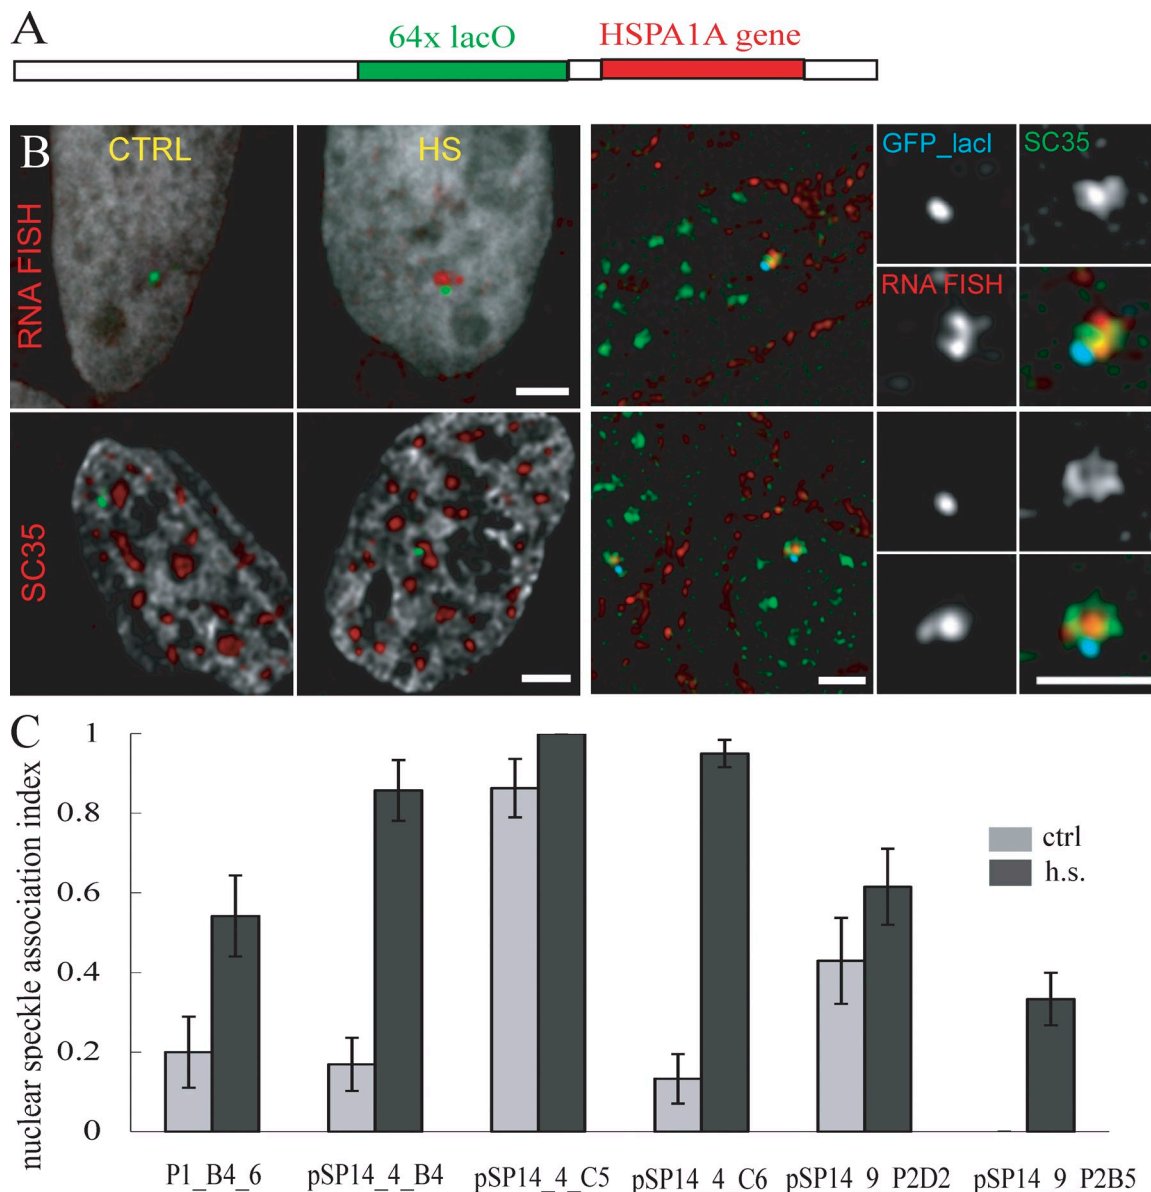 A
64x lacO
HSPA1A gene
B
CTRL
HS
GFP_lacI
SC35
RNA FISH
RNA FISH
SC35
C
nuclear speckle association index
1
0.8
0.6
0.4
0.2
0
ctrl
h.s.
P1_B4_6
pSP14_4_B4
pSP14_4_C5
pSP14_4_C6
pSP14_9_P2D2
pSP14_9_P2B5